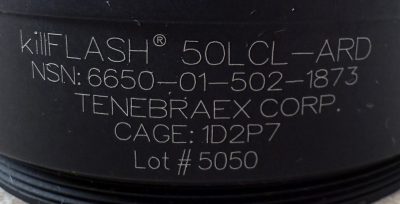 killFLASH® 50LCL-ARD
NSN: 6650-01-502-1873
TENEBRAEX CORP.
CAGE: 1D2P7
Lot # 5050